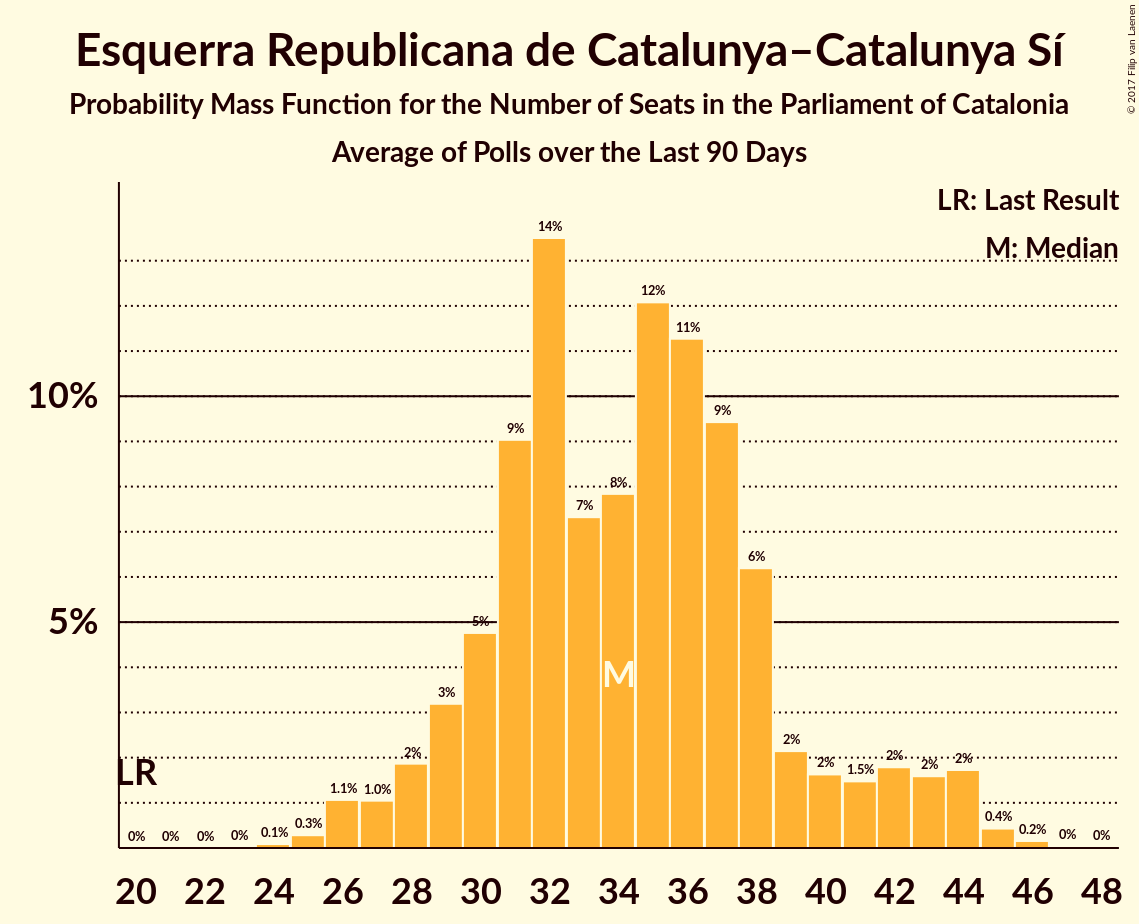 Esquerra Republicana de Catalunya–Catalunya Sí
Probability Mass Function for the Number of Seats in the Parliament of Catalonia
Average of Polls over the Last 90 Days
© 2017 Filip van Laenen
LR: Last Result
M: Median
10%
5%
LR
M
0% 0% 0% 0% 0.1% 0.3% 1.1% 1.0% 2% 3% 5% 9% 14% 7% 8% 12% 11% 9% 6% 2% 2% 1.5% 2% 2% 2% 0.4% 0.2% 0% 0%
20 22 24 26 28 30 32 34 36 38 40 42 44 46 48